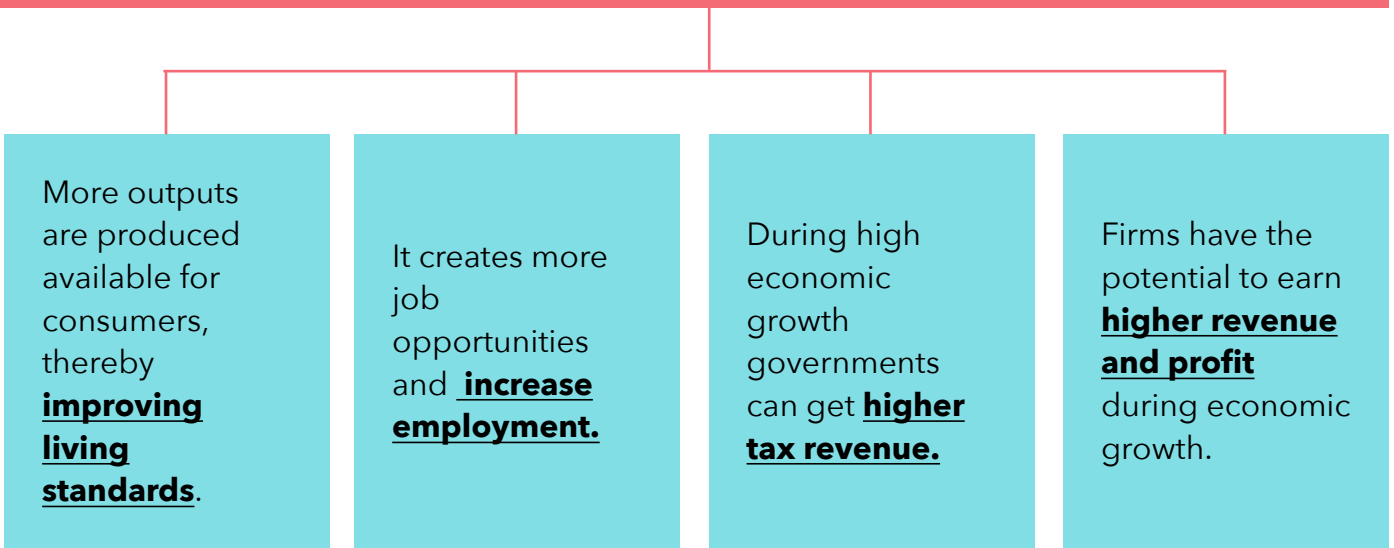 More outputs
are produced
available for
consumers,
thereby
improving
living
standards.
It creates more
job
opportunities
and increase
employment.
During high
economic
growth
governments
can get higher
tax revenue.
Firms have the
potential to earn
higher revenue
and profit
during economic
growth.